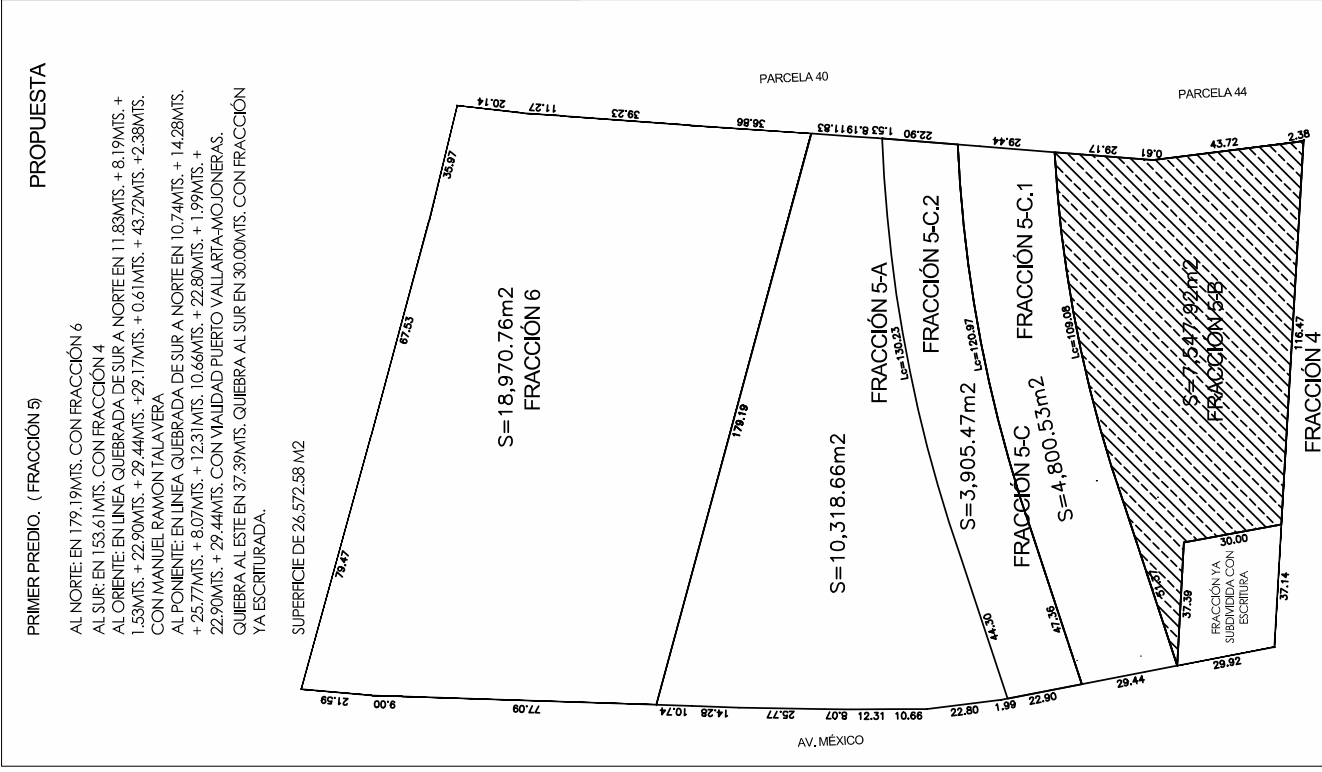 PRIMER PREDIO. ( FRACCIÓN 5)
PROPUESTA
AL NORTE: EN 179.19MTS. CON FRACCIÓN 6
AL SUR: EN 153.61MTS. CON FRACCIÓN 4
AL ORIENTE: EN LINEA QUEBRADA DE SUR A NORTE EN 11.83MTS. + 8.19MTS. +
1.53MTS. + 22.90MTS. + 29.44MTS. +29.17MTS. + 0.61MTS. + 43.72MTS. +2.38MTS.
CON MANUEL RAMON TALAVERA
AL PONIENTE: EN LINEA QUEBRADA DE SUR A NORTE EN 10.74MTS. + 14.28MTS.
+ 25.77MTS. + 8.07MTS. + 12.31MTS. 10.66MTS. + 22.80MTS. + 1.99MTS. +
22.90MTS. + 29.44MTS. CON VIALIDAD PUERTO VALLARTA-MOJONERAS.
QUIEBRA AL ESTE EN 37.39MTS. QUIEBRA AL SUR EN 30.00MTS. CON FRACCIÓN
YA ESCRITURADA.
SUPERFICIE DE 26,572.58 M2
PARCELA 40
PARCELA 44
20.14
11.27
39.23
36.86
11.83
8.19
1.53
22.90
29.44
29.17
0.61
43.72
2.38
35.97
67.53
79.47
S=18,970.76m2
FRACCIÓN 6
179.19
S=10,318.66m2
FRACCIÓN 5-A
Lc=130.23
44.30
FRACCIÓN 5-C.2
S=3,905.47m2
Lc=120.97
47.36
FRACCIÓN 5-C
FRACCIÓN 5-C.1
S=4,800.53m2
Lc=109.08
S=7,547.92m2
FRACCIÓN 5-B
37.39
30.00
FRACCIÓN YA
SUBDIVIDIDA CON
ESCRITURA
116.47
37.14
FRACCIÓN 4
21.59
9.00
77.09
10.74
14.28
25.77
8.07
12.31
10.66
22.80
1.99
22.90
29.44
29.92
AV. MÉXICO